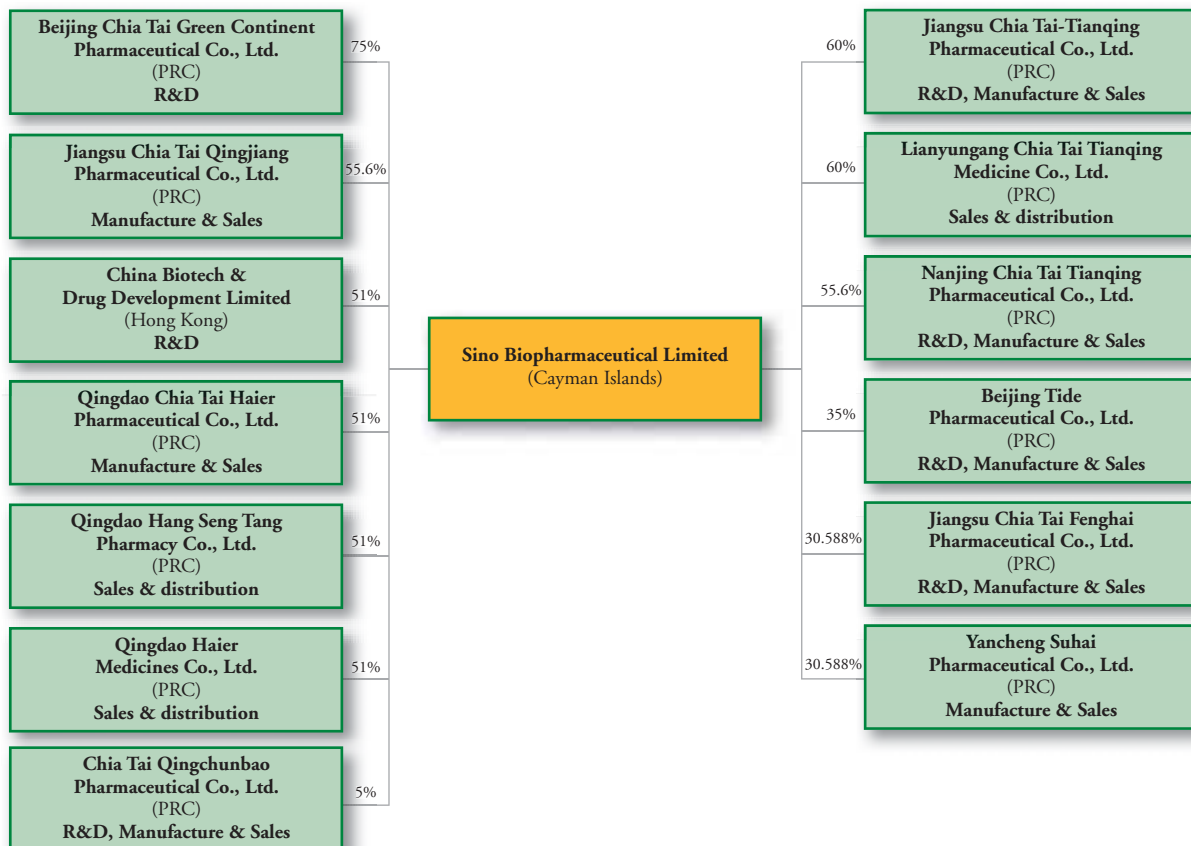 Beijing Chia Tai Green Continent
Pharmaceutical Co., Ltd.
(PRC)
R&D
75%
Jiangsu Chia Tai Qingjiang
Pharmaceutical Co., Ltd.
(PRC)
Manufacture & Sales
55.6%
China Biotech &
Drug Development Limited
(Hong Kong)
R&D
51%
Qingdao Chia Tai Haier
Pharmaceutical Co., Ltd.
(PRC)
Manufacture & Sales
51%
Qingdao Hang Seng Tang
Pharmacy Co., Ltd.
(PRC)
Sales & distribution
51%
Qingdao Haier
Medicines Co., Ltd.
(PRC)
Sales & distribution
51%
Chia Tai Qingchunbao
Pharmaceutical Co., Ltd.
(PRC)
R&D, Manufacture & Sales
5%
Sino Biopharmaceutical Limited
(Cayman Islands)
60%
Jiangsu Chia Tai-Tianqing
Pharmaceutical Co., Ltd.
(PRC)
R&D, Manufacture & Sales
60%
Lianyungang Chia Tai Tianqing
Medicine Co., Ltd.
(PRC)
Sales & distribution
55.6%
Nanjing Chia Tai Tianqing
Pharmaceutical Co., Ltd.
(PRC)
R&D, Manufacture & Sales
35%
Beijing Tide
Pharmaceutical Co., Ltd.
(PRC)
R&D, Manufacture & Sales
30.588%
Jiangsu Chia Tai Fenghai
Pharmaceutical Co., Ltd.
(PRC)
R&D, Manufacture & Sales
30.588%
Yancheng Suhai
Pharmaceutical Co., Ltd.
(PRC)
Manufacture & Sales